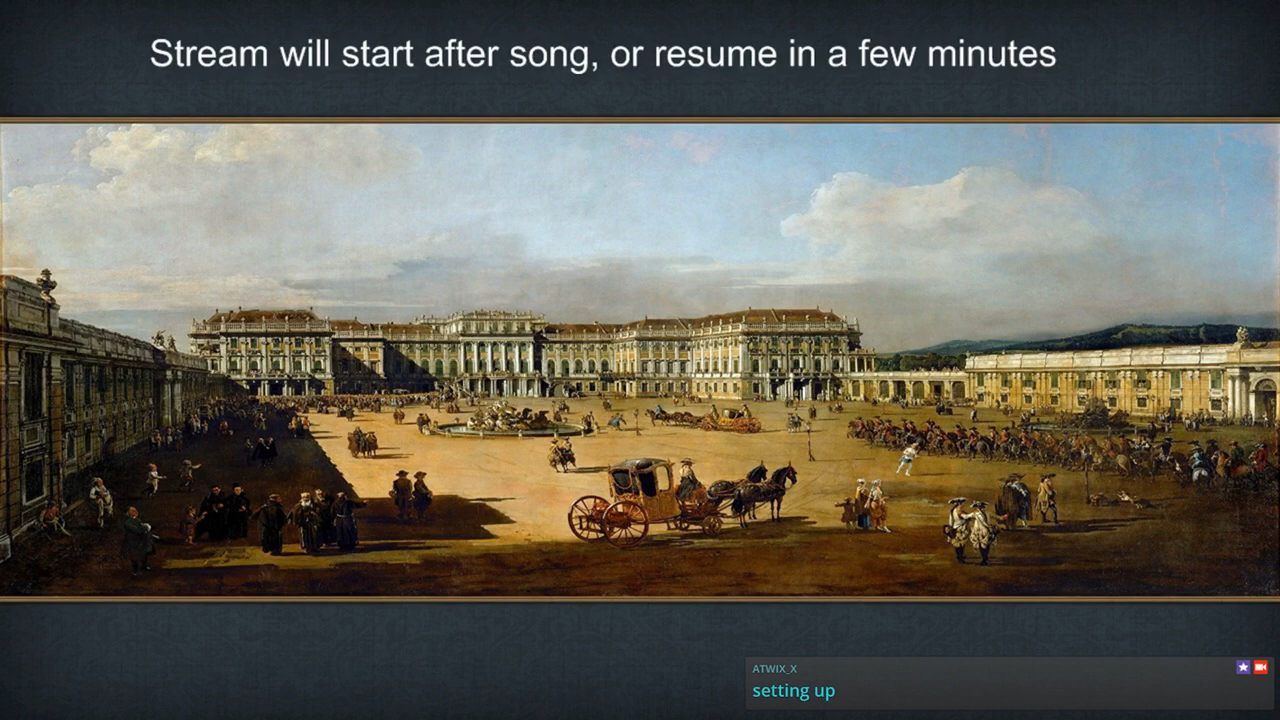 Stream will start after song, or resume in a few minutes
ATWIX_X
setting up